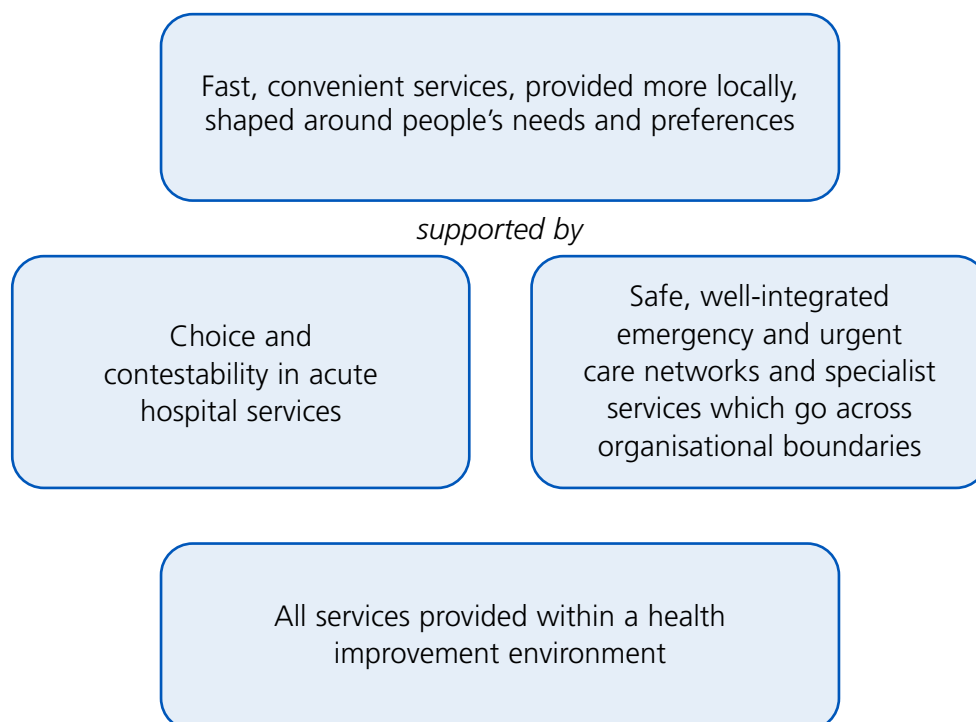 Fast, convenient services, provided more locally,
shaped around people’s needs and preferences
supported by
Choice and
contestability in acute
hospital services
Safe, well-integrated
emergency and urgent
care networks and specialist
services which go across
organisational boundaries
All services provided within a health
improvement environment